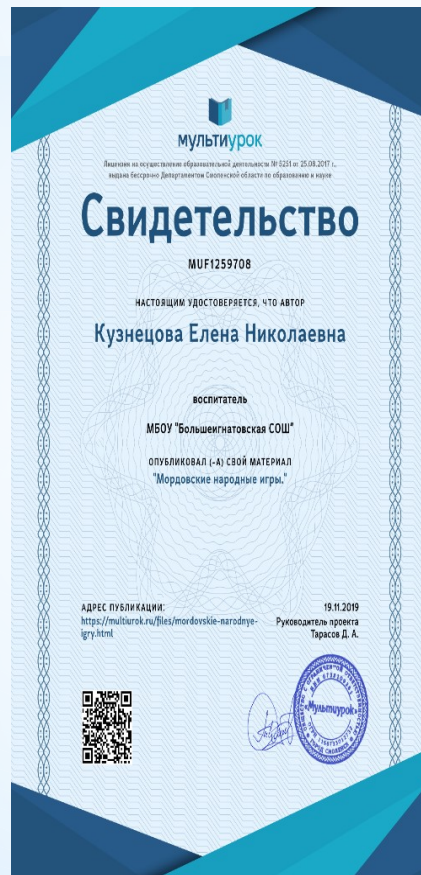 мультиурок
Лицензия на осуществление образовательной деятельности № 5251 от 25.08.2017 г.,
выдана бессрочно Департаментом Смоленской области по образованию и науке
Свидетельство
MUF1259708
НАСТОЯЩИМ УДОСТОВЕРЯЕТСЯ, ЧТО АВТОР
Кузнецова Елена Николаевна
воспитатель
МБОУ "Большеигнатовская СОШ"
ОПУБЛИКОВАЛ (-А) СВОЙ МАТЕРИАЛ
"Мордовские народные игры."
АДРЕС ПУБЛИКАЦИИ:
https://multiurok.ru/files/mordovskie-narodnye-
igry.html
19.11.2019
Руководитель проекта
Тарасов Д. А.
«Мультиурок»